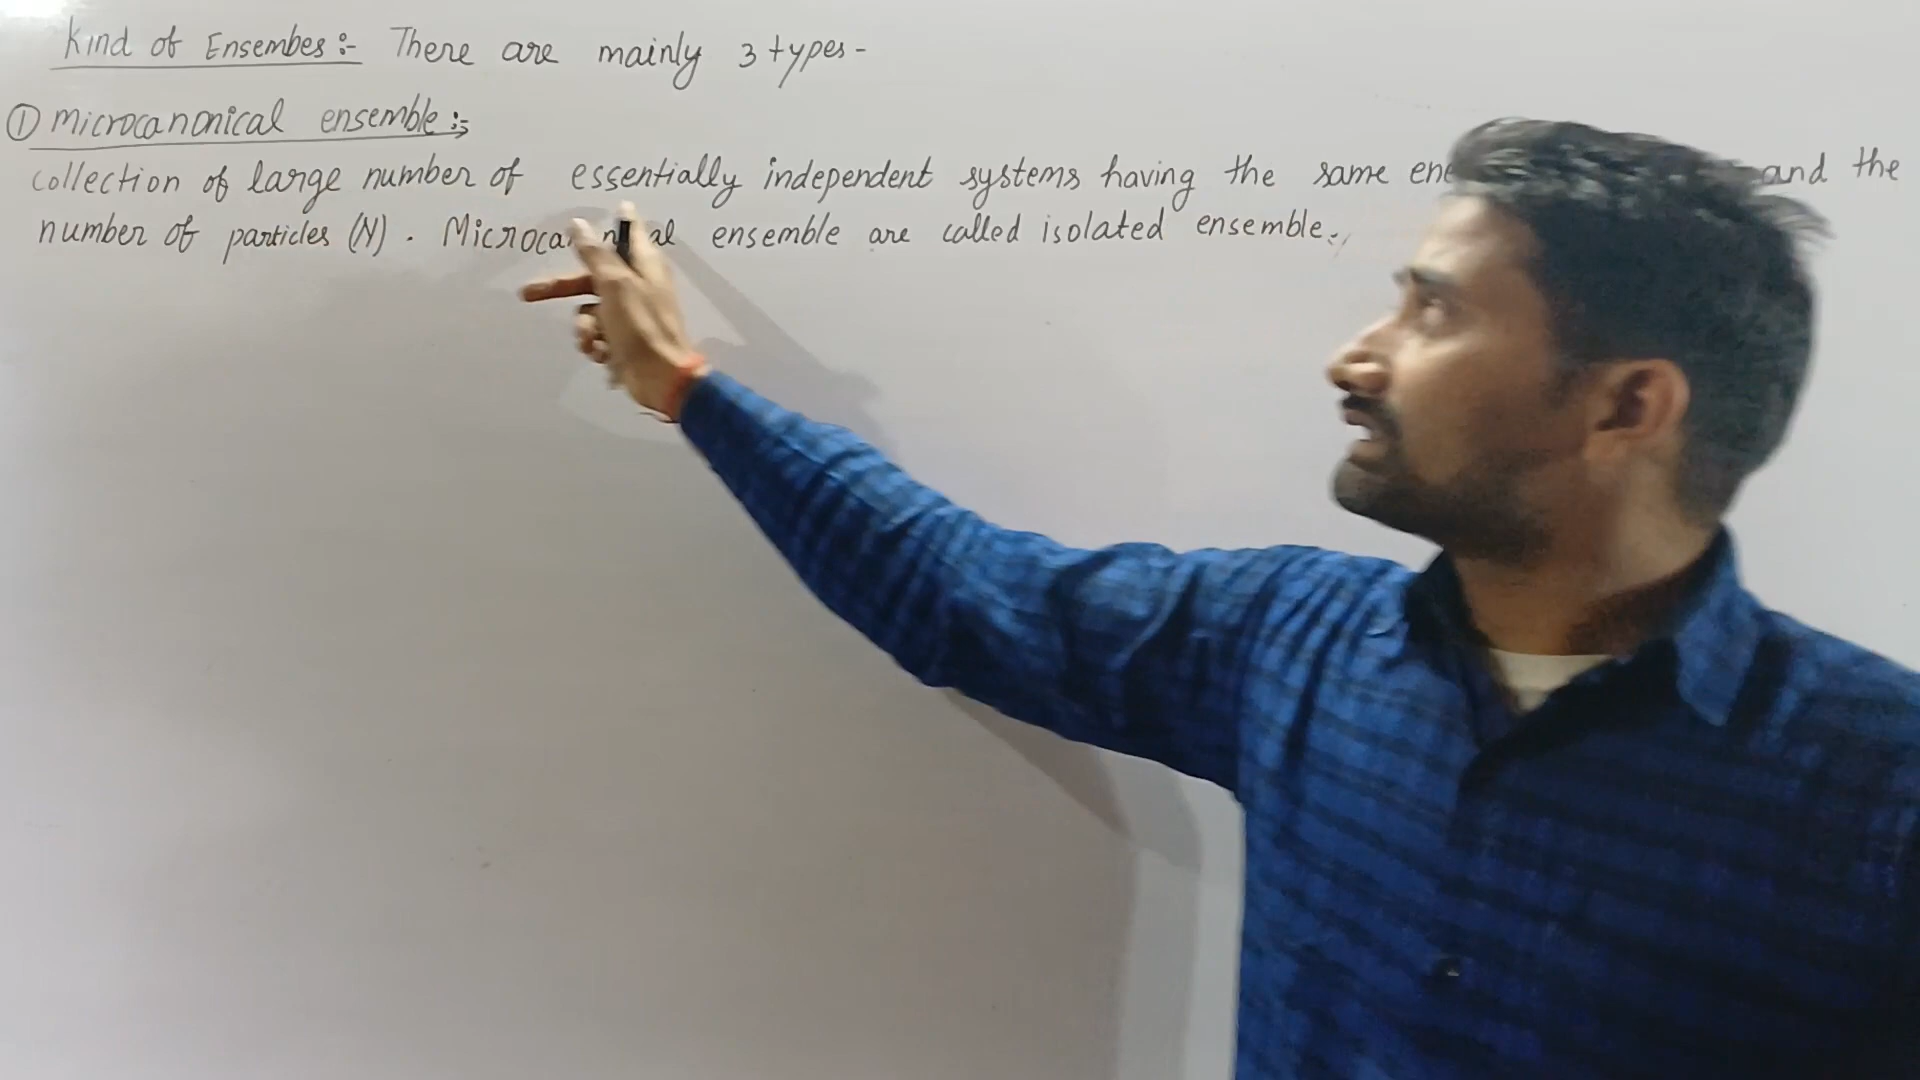 Kind of Ensembes:- There are mainly 3 types-
① Microcanonical ensemble:-
collection of large number of essentially independent systems having the same and the
number of particles (N). ensemble are called isolated ensemble.